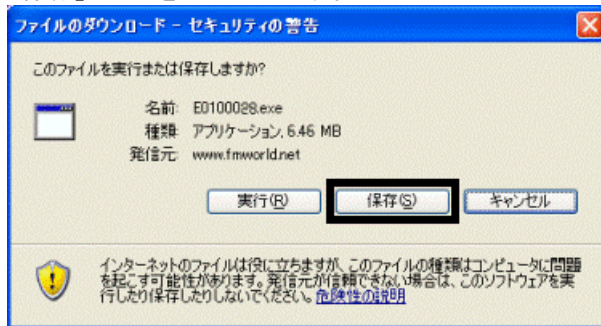 ファイルのダウンロード - セキュリティの警告
このファイルを実行または保存しますか?
名前: E0100028.exe
種類: アプリケーション, 6.46 MB
発信元: www.fmworld.net
実行(R) 保存(S) キャンセル
インターネットのファイルは役に立ちますが、このファイルの種類はコンピュータに問題
を起こす可能性があります。発信元が信頼できない場合は、このソフトウェアを実
行したり保存したりしないでください。危険性の説明